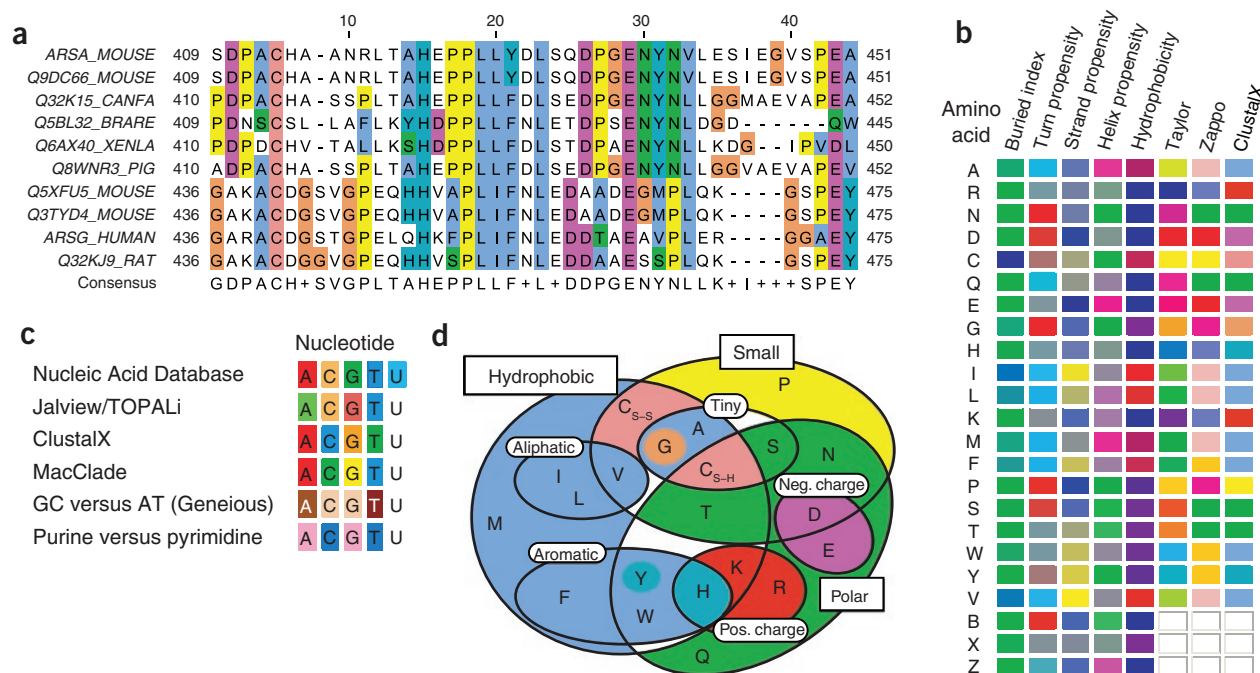 a
10 20 30 40
ARSA_MOUSE 409 SDPACHA-ANRLTAHEPPLLYDLSQDPGENYNVLESIEGVSPEA 451
Q9DC66_MOUSE 409 SDPACHA-ANRLTAHEPPLLYDLSQDPGENYNVLESIEGVSPEA 451
Q32K15_CANFA 410 PDPACHA-SSPLTAHEPPLLFDLSEDPGENYNLLGGMAEVAPEA 452
Q5BL32_BRARE 409 PDNSCSL-LAFLKYHDPPLLFNLETDPSENYNLDGD------QW 445
Q6AX40_XENLA 410 PDPDCHV-TALLKSHDPPLLFNLNTDPGENYNLLKDG--IPVDL 450
Q8WNR3_PIG 410 ADPACHA-SSPLTAHEPPLLFDLSEDPGENYNLLGGVAEVAPEV 452
Q5XFU5_MOUSE 436 GAKACDGSVGPEQHHVAPLIFNLEDAADEGMPLQK----GSPEY 475
Q3TYD4_MOUSE 436 GAKACDGSVGPEQHHVAPLIFNLEDAADEGMPLQK----GSPEY 475
ARSG_HUMAN 436 GARACDGSTGPELQHKFPLIFNLEDDTAEAVPLER----GGAEY 475
Q32KJ9_RAT 436 GAKACDGGVGPEQHHVSPLIFNLEDDAAESSPLQK----GSPEY 475
Consensus GDPACH+SVGPLTAHEPPLLF+L+DDPGENYNLLK+I+++SPEY
b
Amino acid
Buried index
Turn propensity
Strand propensity
Helix propensity
Hydrophobicity
Taylor
Zappo
ClustalX
A
R
N
D
C
Q
E
G
H
I
L
K
M
F
P
S
T
W
Y
V
B
X
Z
c
Nucleotide
Nucleic Acid Database A C G T U
Jalview/TOPALi A C G T U
ClustalX A C G T U
MacClade A C G T U
GC versus AT (Geneious) A C G T U
Purine versus pyrimidine A C G T U
d
Hydrophobic
Small
P
C S–S
Tiny
A
G
S
N
Aliphatic
I
V
L
C S–H
Neg. charge
D
T
M
E
Aromatic
Y
K
F
H
R
W
Polar
Pos. charge
Q